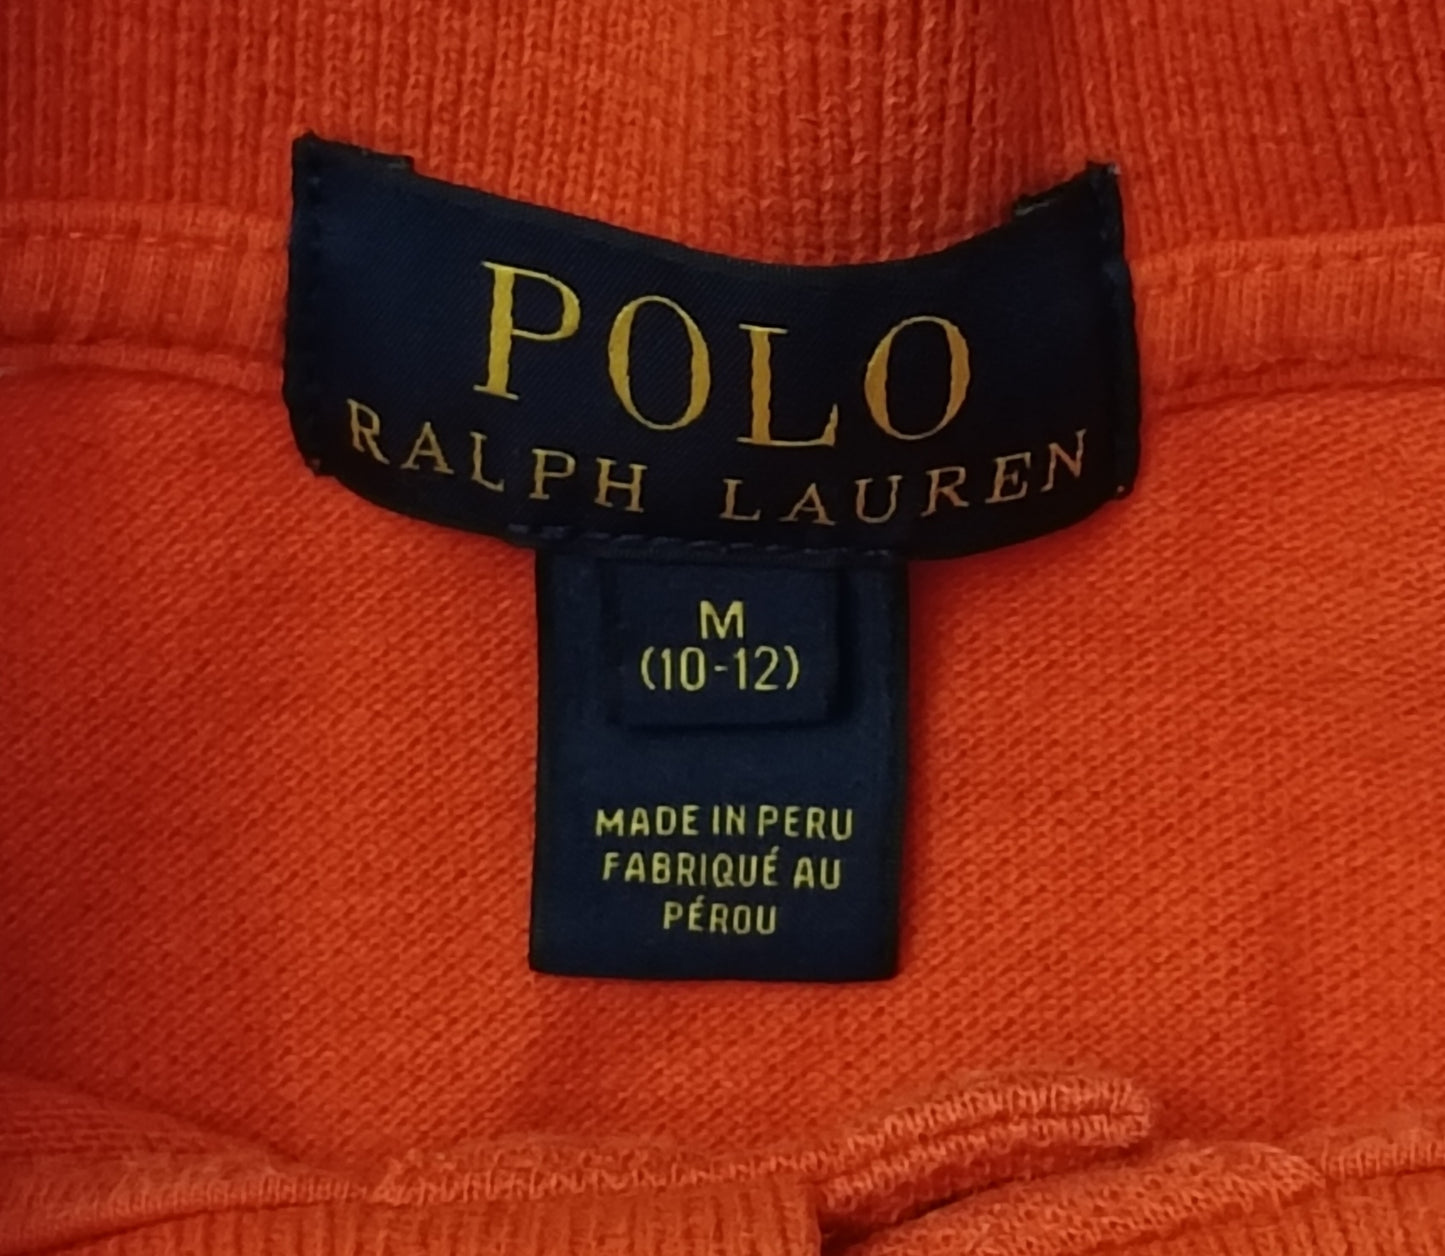 POLO
RALPH LAUREN
M
(10-12)
MADE IN PERU
FABRIQUÉ AU
PÉROU